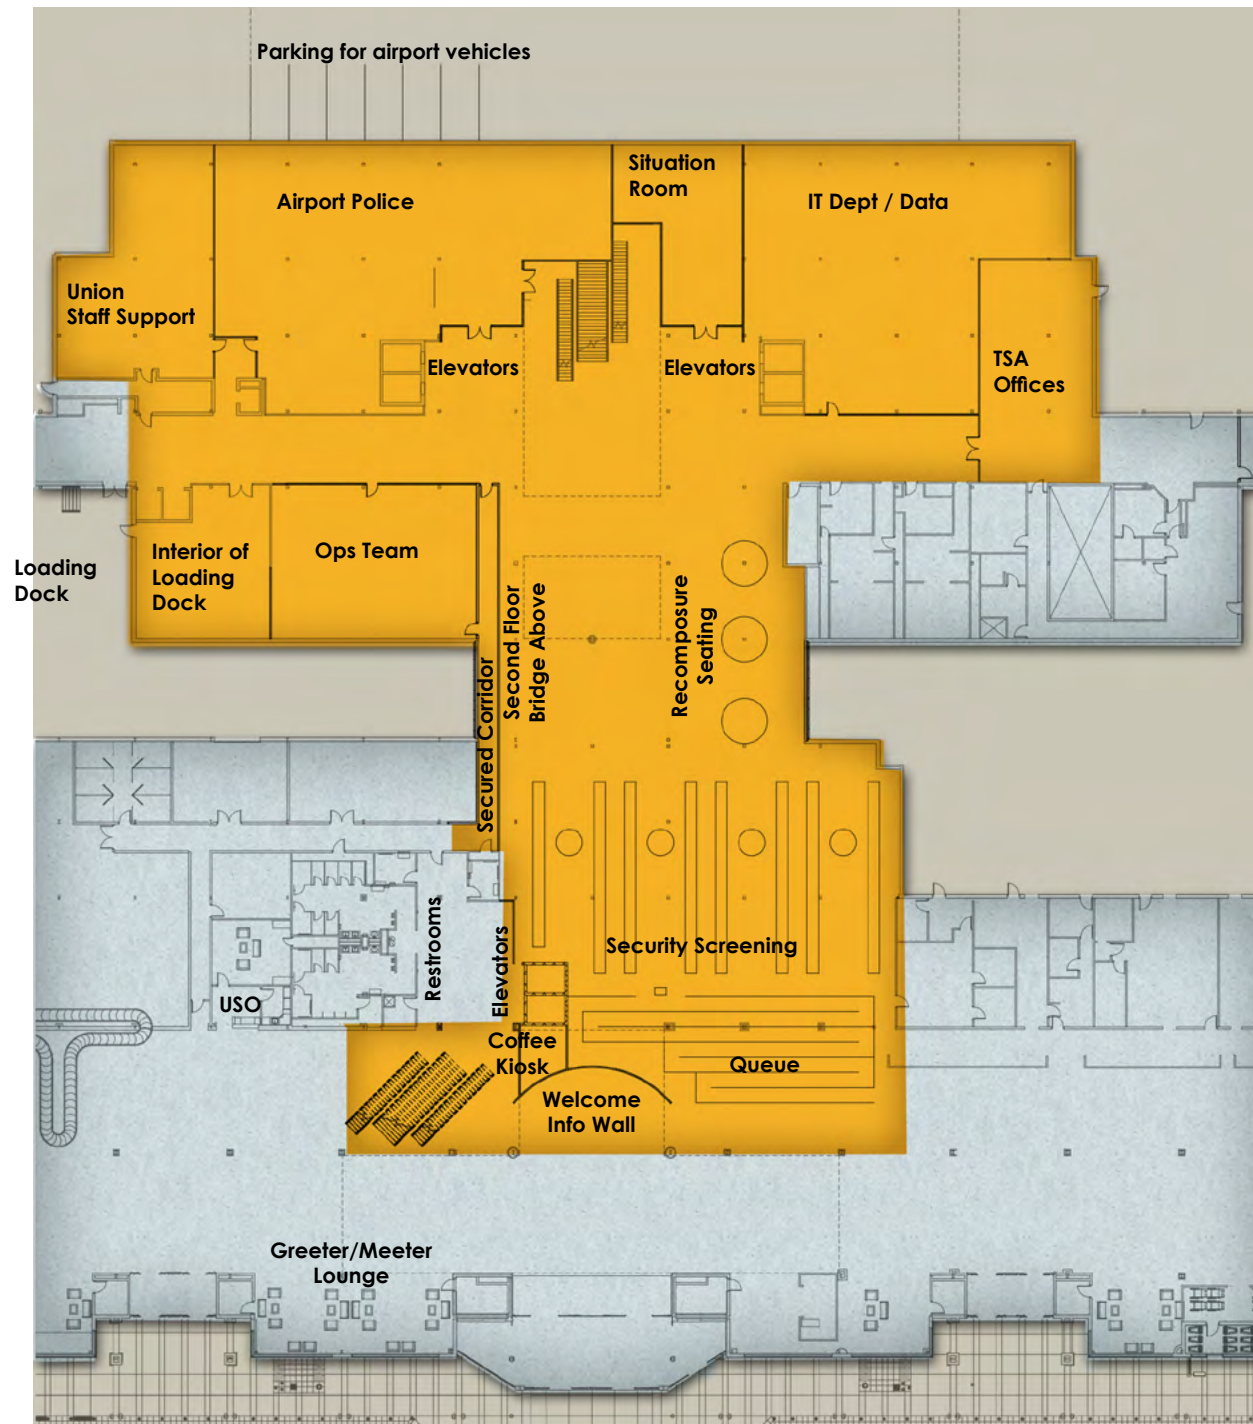 Parking for airport vehicles
Situation
Room
Airport Police
IT Dept / Data
Union
Staff Support
Elevators
Elevators
TSA
Offices
Loading
Dock
Interior of
Loading
Dock
Ops Team
Secured Corridor
Second Floor
Bridge Above
Recomposure
Seating
Restrooms
Elevators
Security Screening
USO
Coffee
Kiosk
Queue
Welcome
Info Wall
Greeter/Meeter
Lounge